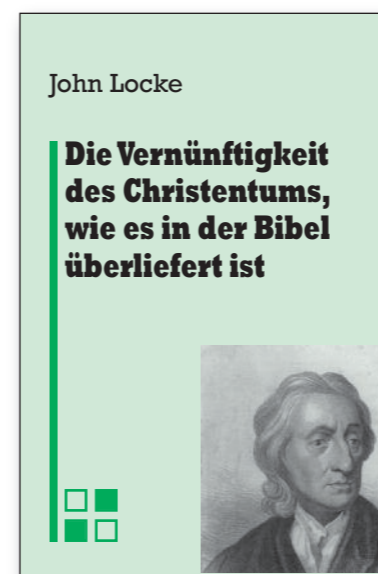 John Locke
Die Vernünftigkeit
des Christentums,
wie es in der Bibel
überliefert ist